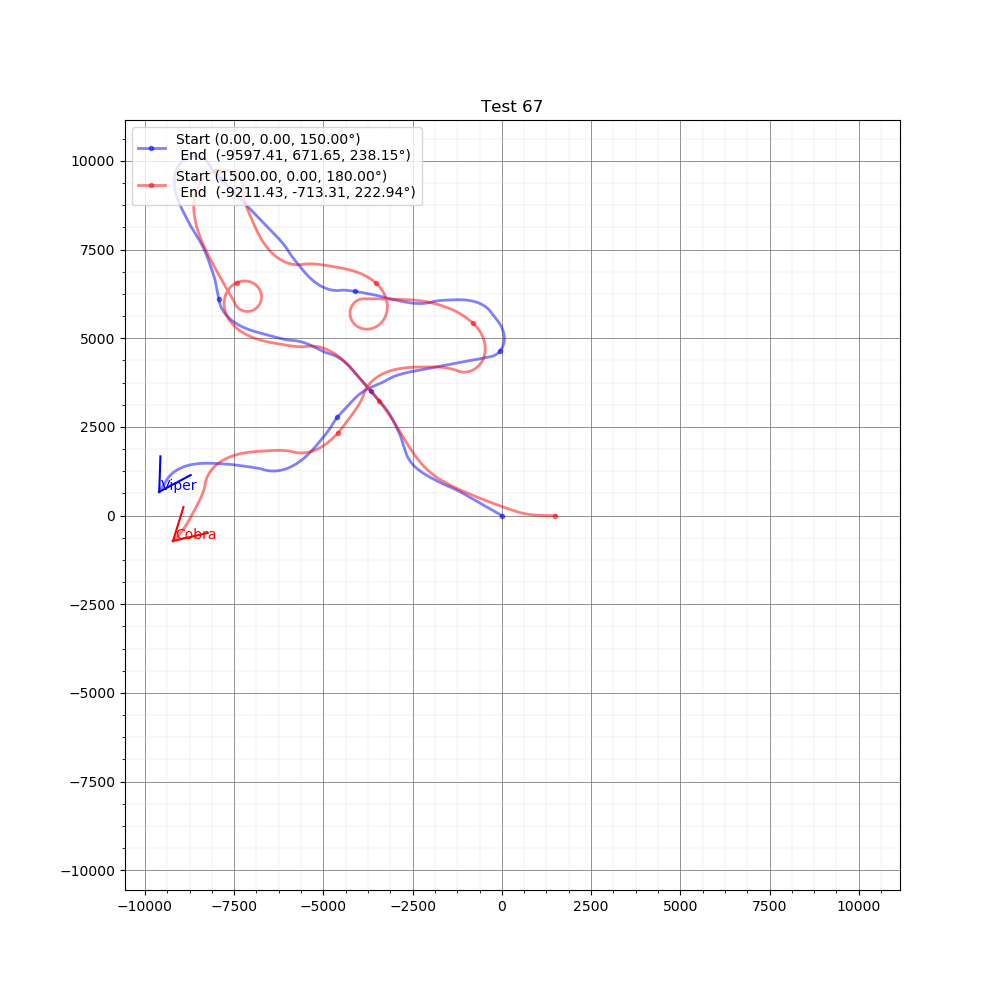 Test 67
Start (0.00, 0.00, 150.00°)
End (-9597.41, 671.65, 238.15°)
Start (1500.00, 0.00, 180.00°)
End (-9211.43, -713.31, 222.94°)
10000
7500
5000
2500
0
−2500
−5000
−7500
−10000
Viper
Cobra
−10000 −7500 −5000 −2500 0 2500 5000 7500 10000